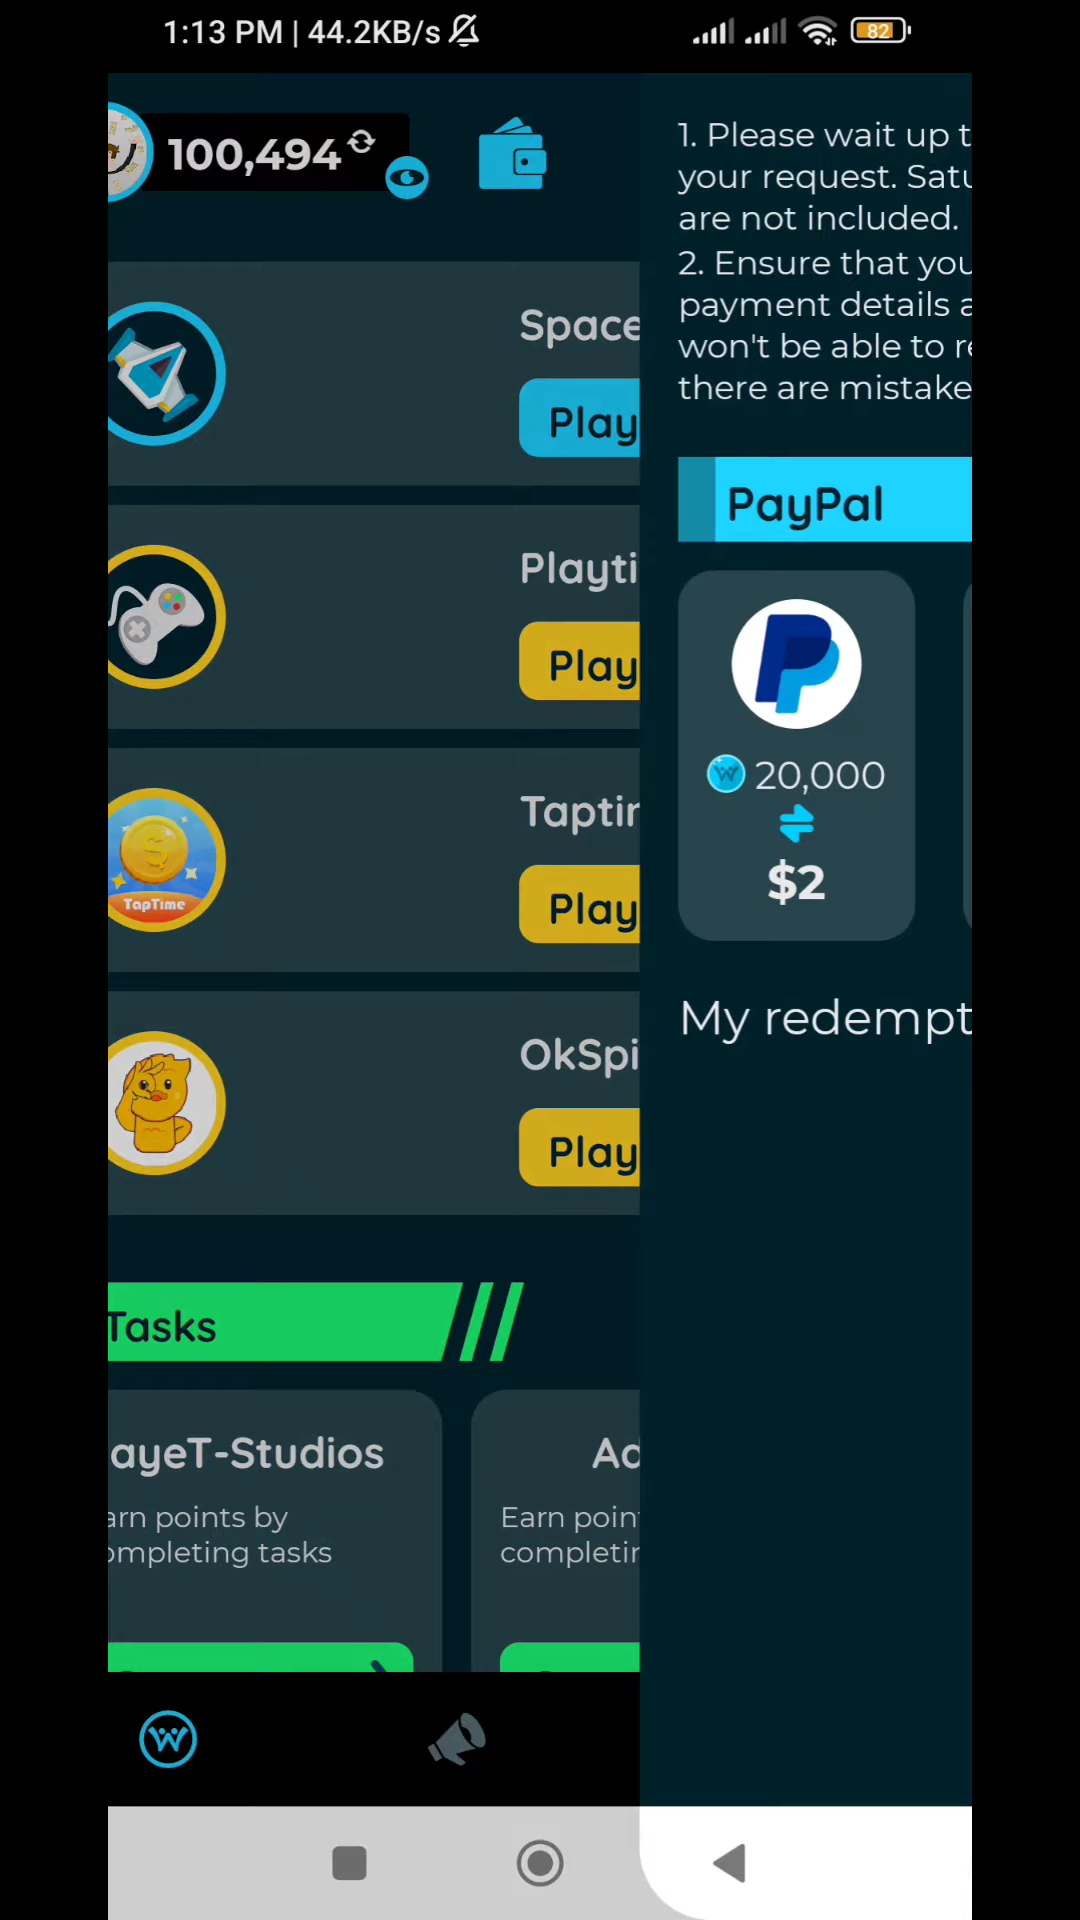 1:13 PM | 44.2KB/s
82
100,494
Space
Play
Playti
Play
Taptir
TapTime
Play
OkSpi
Play
Tasks
ayeT-Studios
arn points by
ompleting tasks
Ad
Earn poin
completin
1. Please wait up t
your request. Satu
are not included.
2. Ensure that you
payment details a
won't be able to re
there are mistake
PayPal
20,000
$2
My redempt